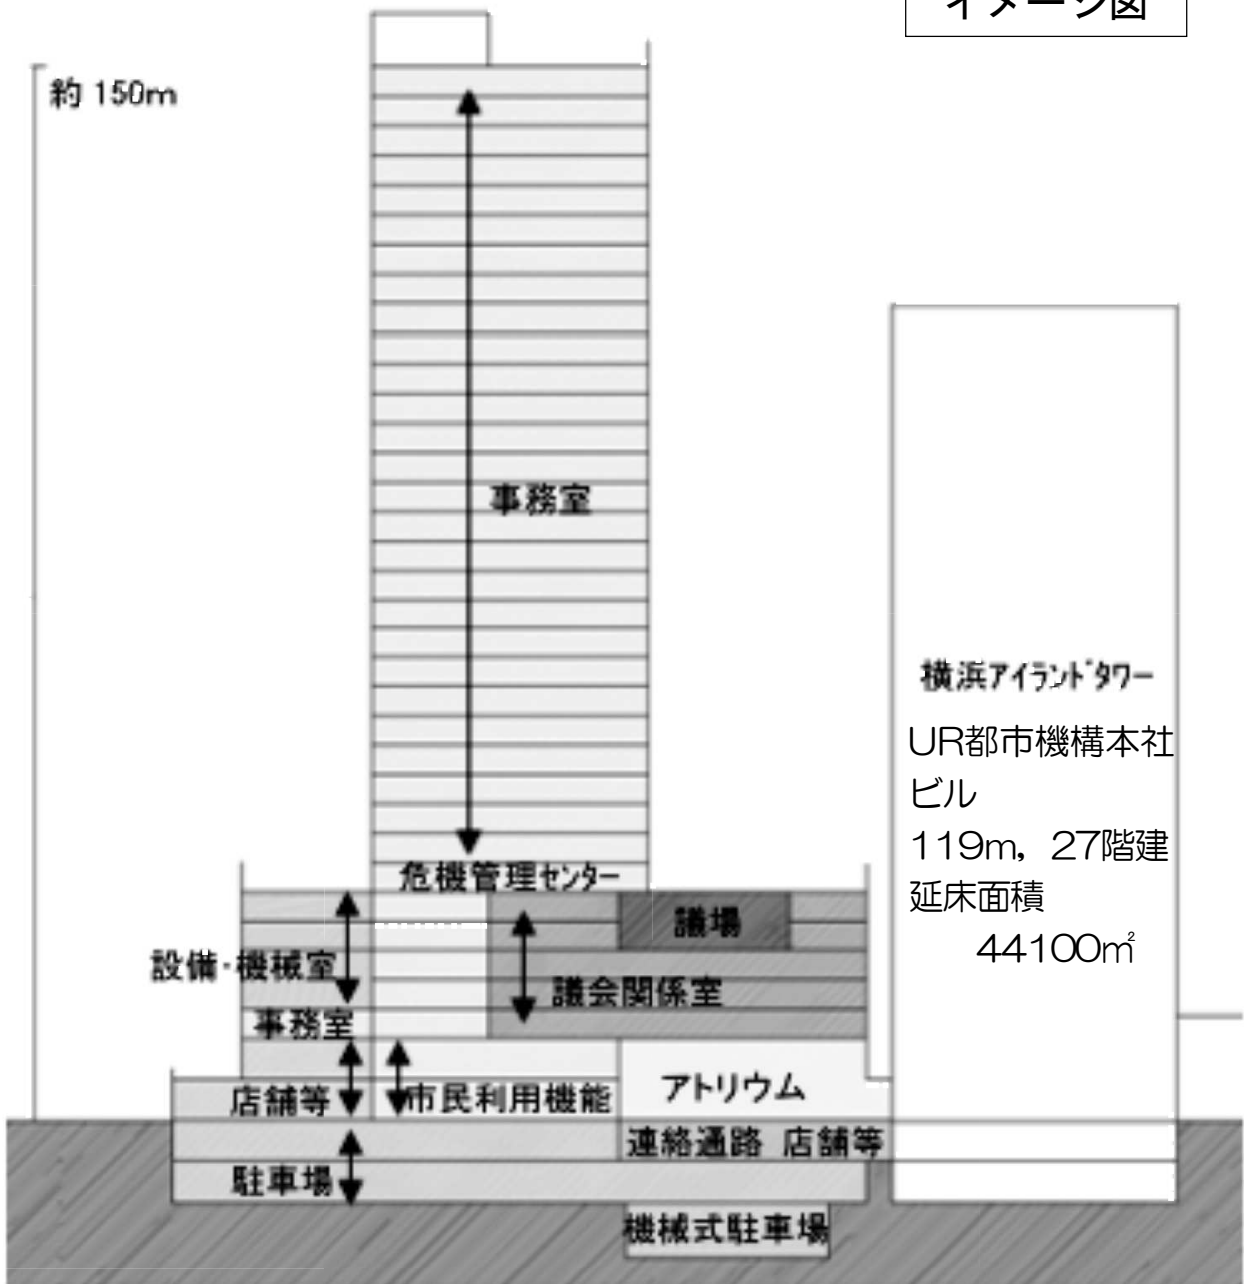 イメージ図
約 150m
事務室
横浜アイランドタワー
UR都市機構本社
ビル
119m，27階建
延床面積
44100㎡
危機管理センター
議場
設備・機械室
議会関係室
事務室
店舗等
市民利用機能
アトリウム
連絡通路 店舗等
駐車場
機械式駐車場